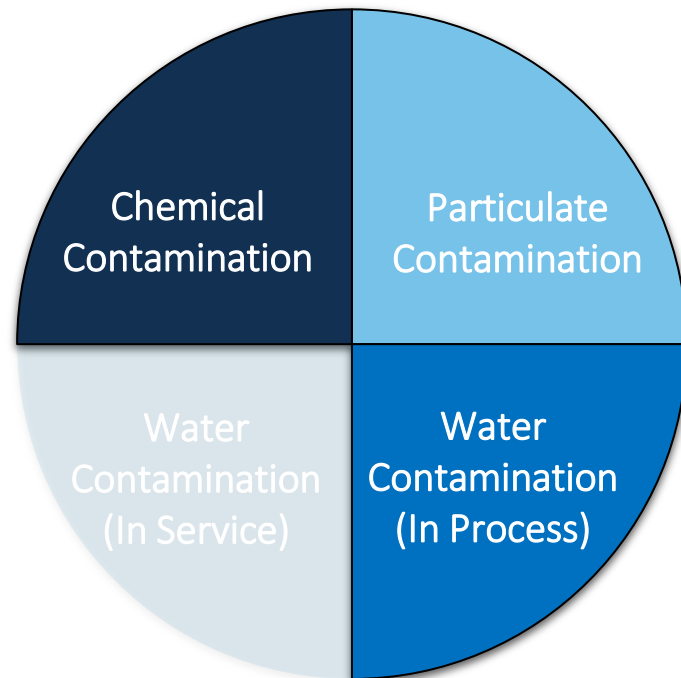 Chemical
Contamination
Particulate
Contamination
Water
Contamination
(In Service)
Water
Contamination
(In Process)